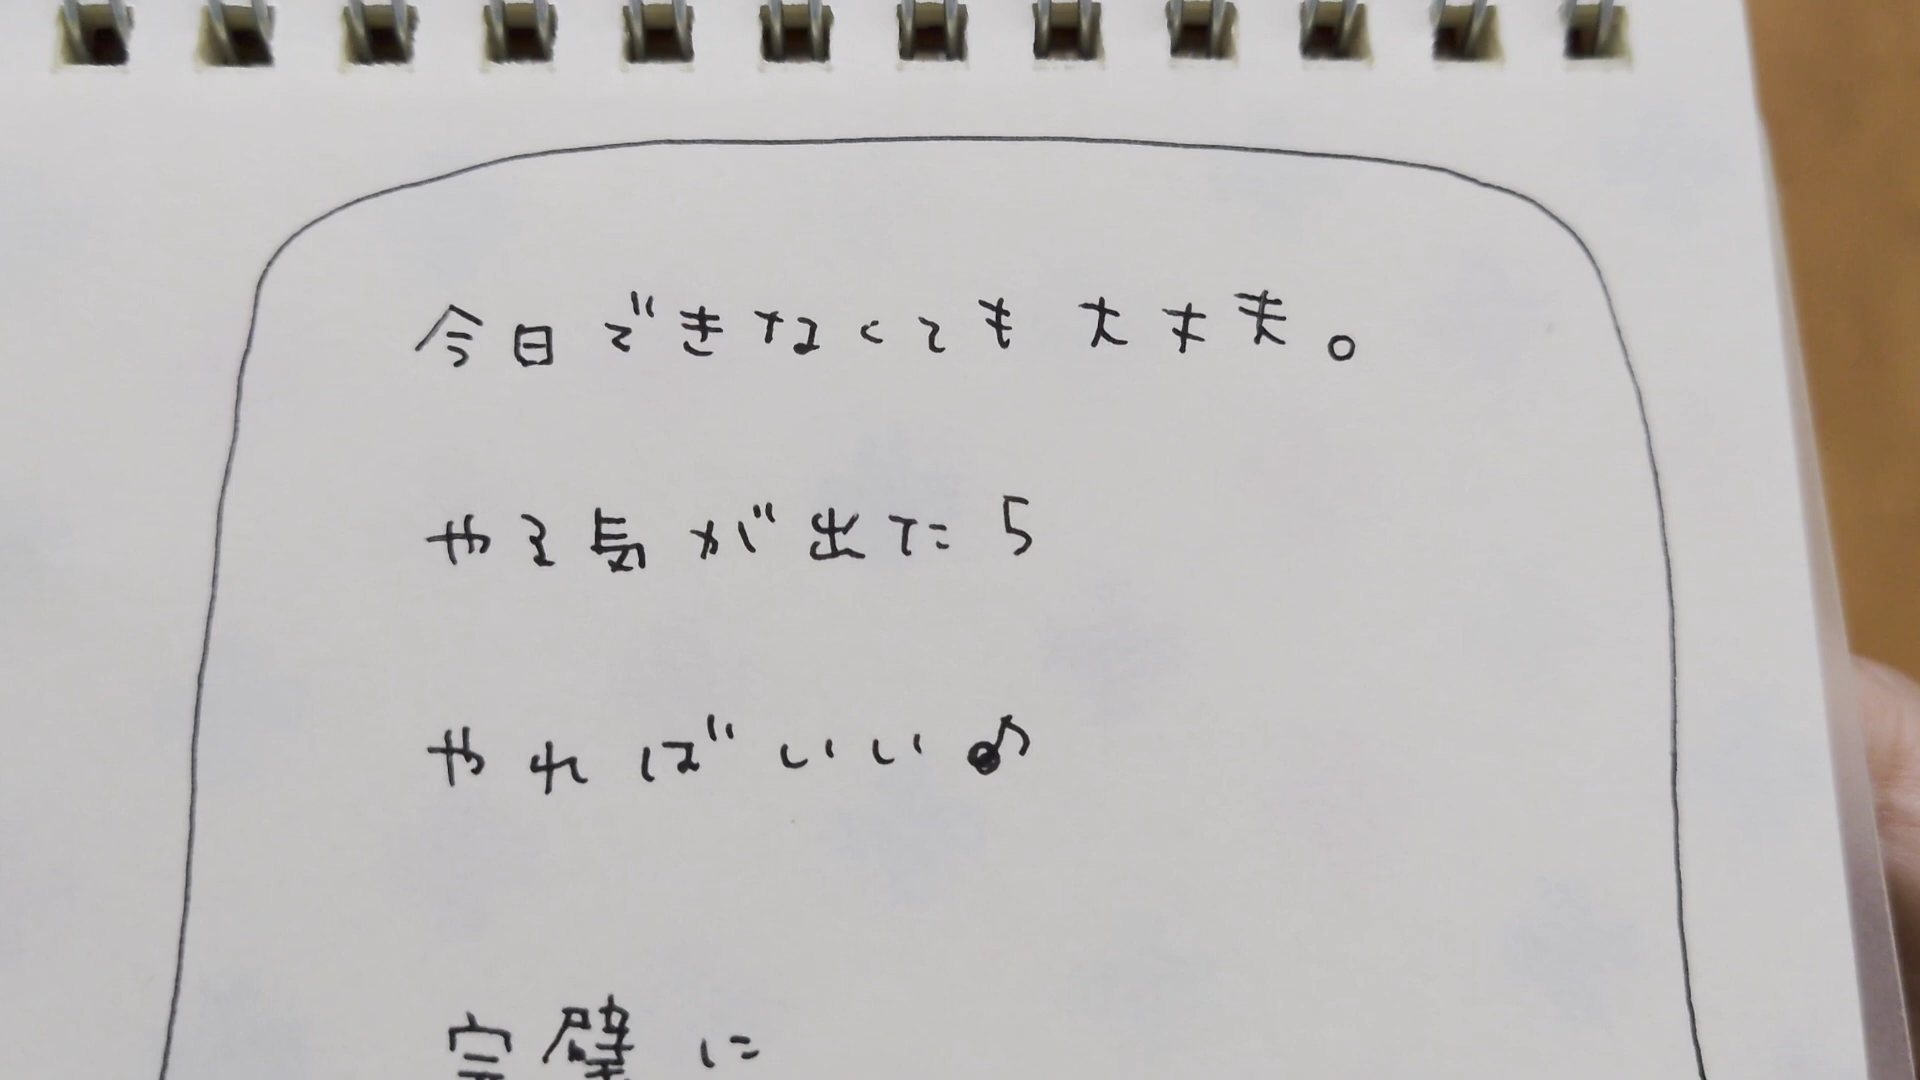 今日できなくても大丈夫。
やる気が出たら
やればいい♪
完璧に